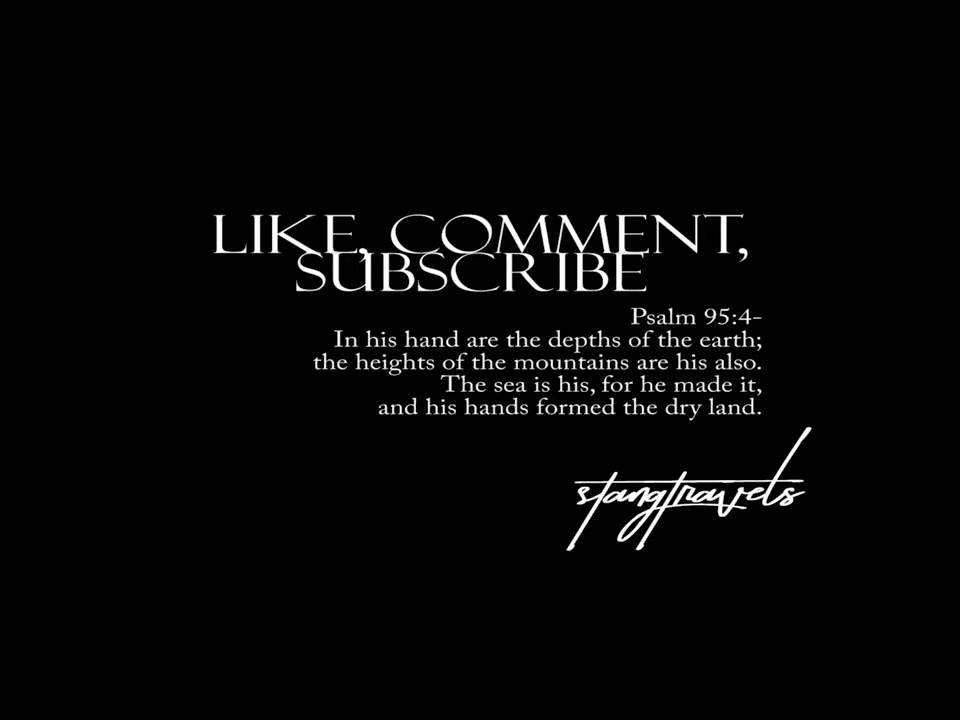 LIKE, COMMENT,
SUBSCRIBE
Psalm 95:4-
In his hand are the depths of the earth;
the heights of the mountains are his also.
The sea is his, for he made it,
and his hands formed the dry land.
stangtravels